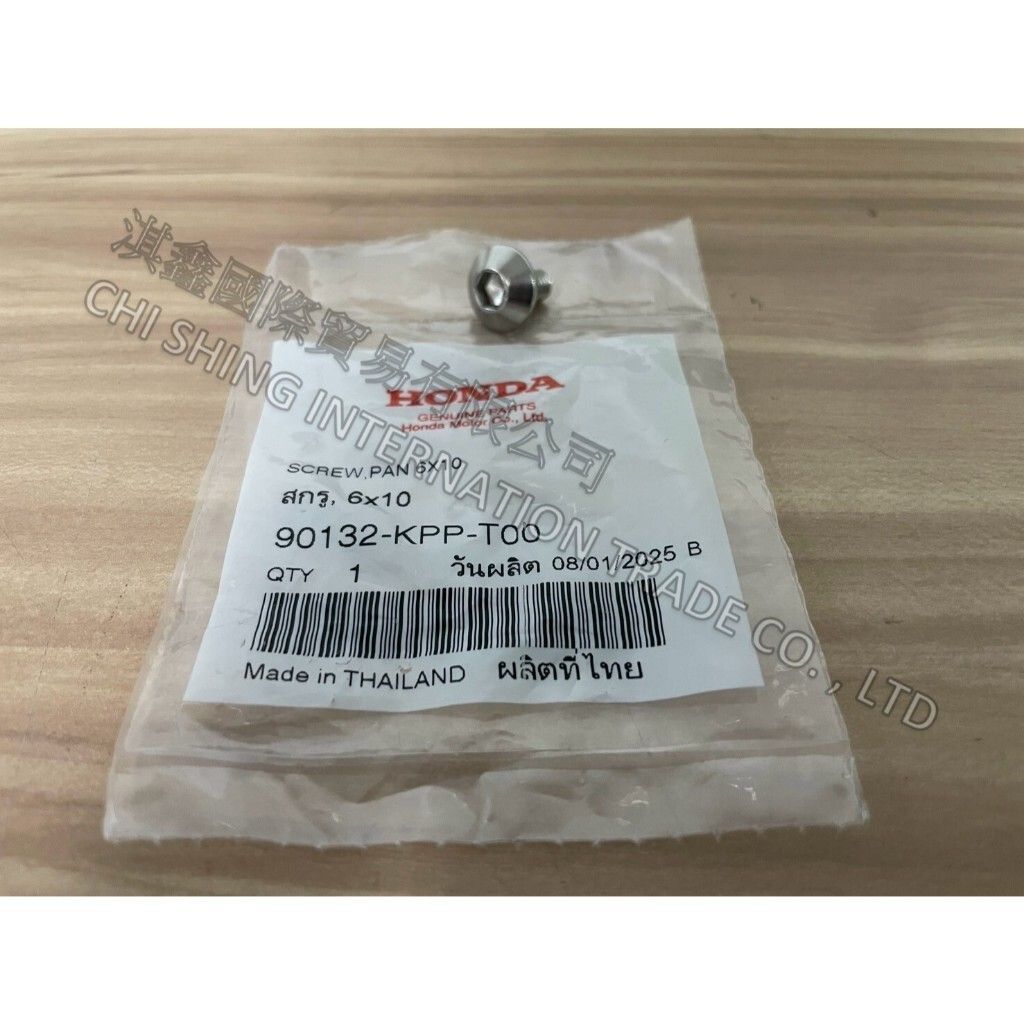 淇鑫國際貿易有限公司
CHI SHING INTERNATION TRADE CO., LTD
HONDA
GENUINE PARTS
Honda Motor Co., Ltd.
SCREW,PAN 6X10
สกรู, 6x10
90132-KPP-T00
QTY 1 วันผลิต 08/01/2025 B
Made in THAILAND ผลิตที่ไทย